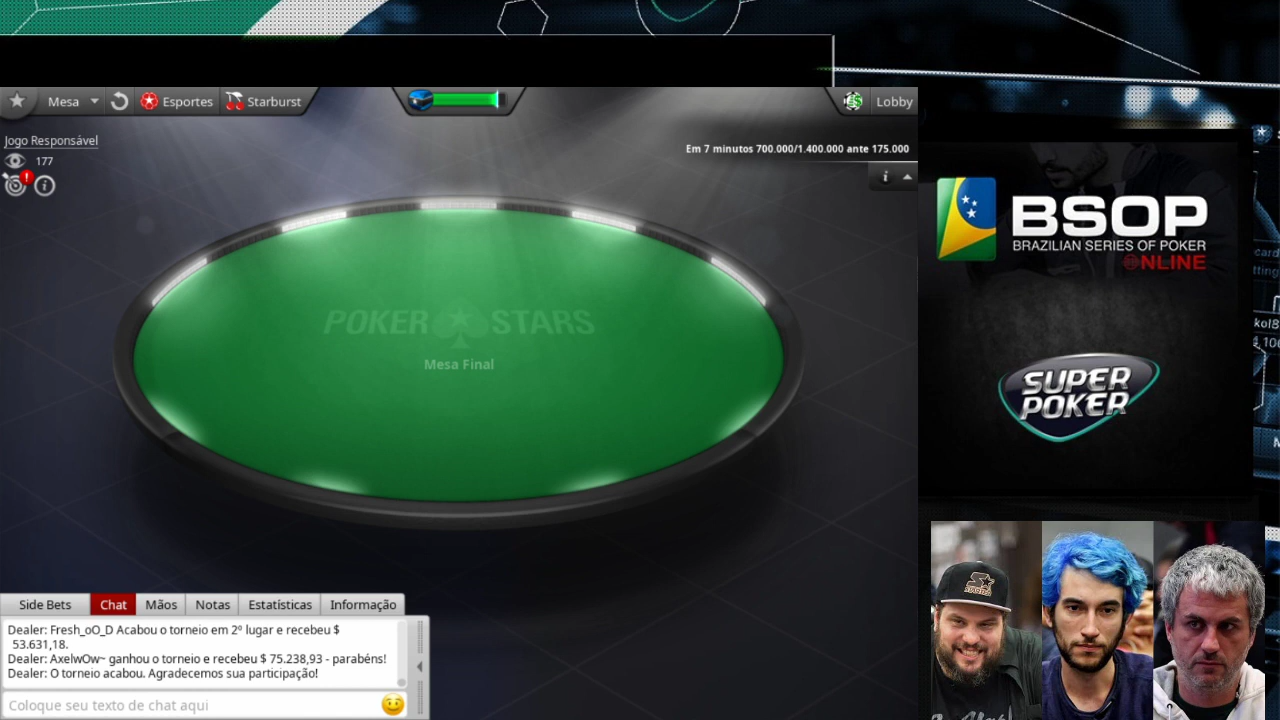 Mesa
Esportes
Starburst
Lobby
Jogo Responsável
177
Em 7 minutos 700.000/1.400.000 ante 175.000
BSOP
BRAZILIAN SERIES OF POKER
ONLINE
POKER STARS
Mesa Final
SUPER
POKER
Side Bets
Chat
Mãos
Notas
Estatísticas
Informação
Dealer: Fresh_oO_D Acabou o torneio em 2º lugar e recebeu $
53.631,18.
Dealer: AxelwOw~ ganhou o torneio e recebeu $ 75.238,93 - parabéns!
Dealer: O torneio acabou. Agradecemos sua participação!
Coloque seu texto de chat aqui